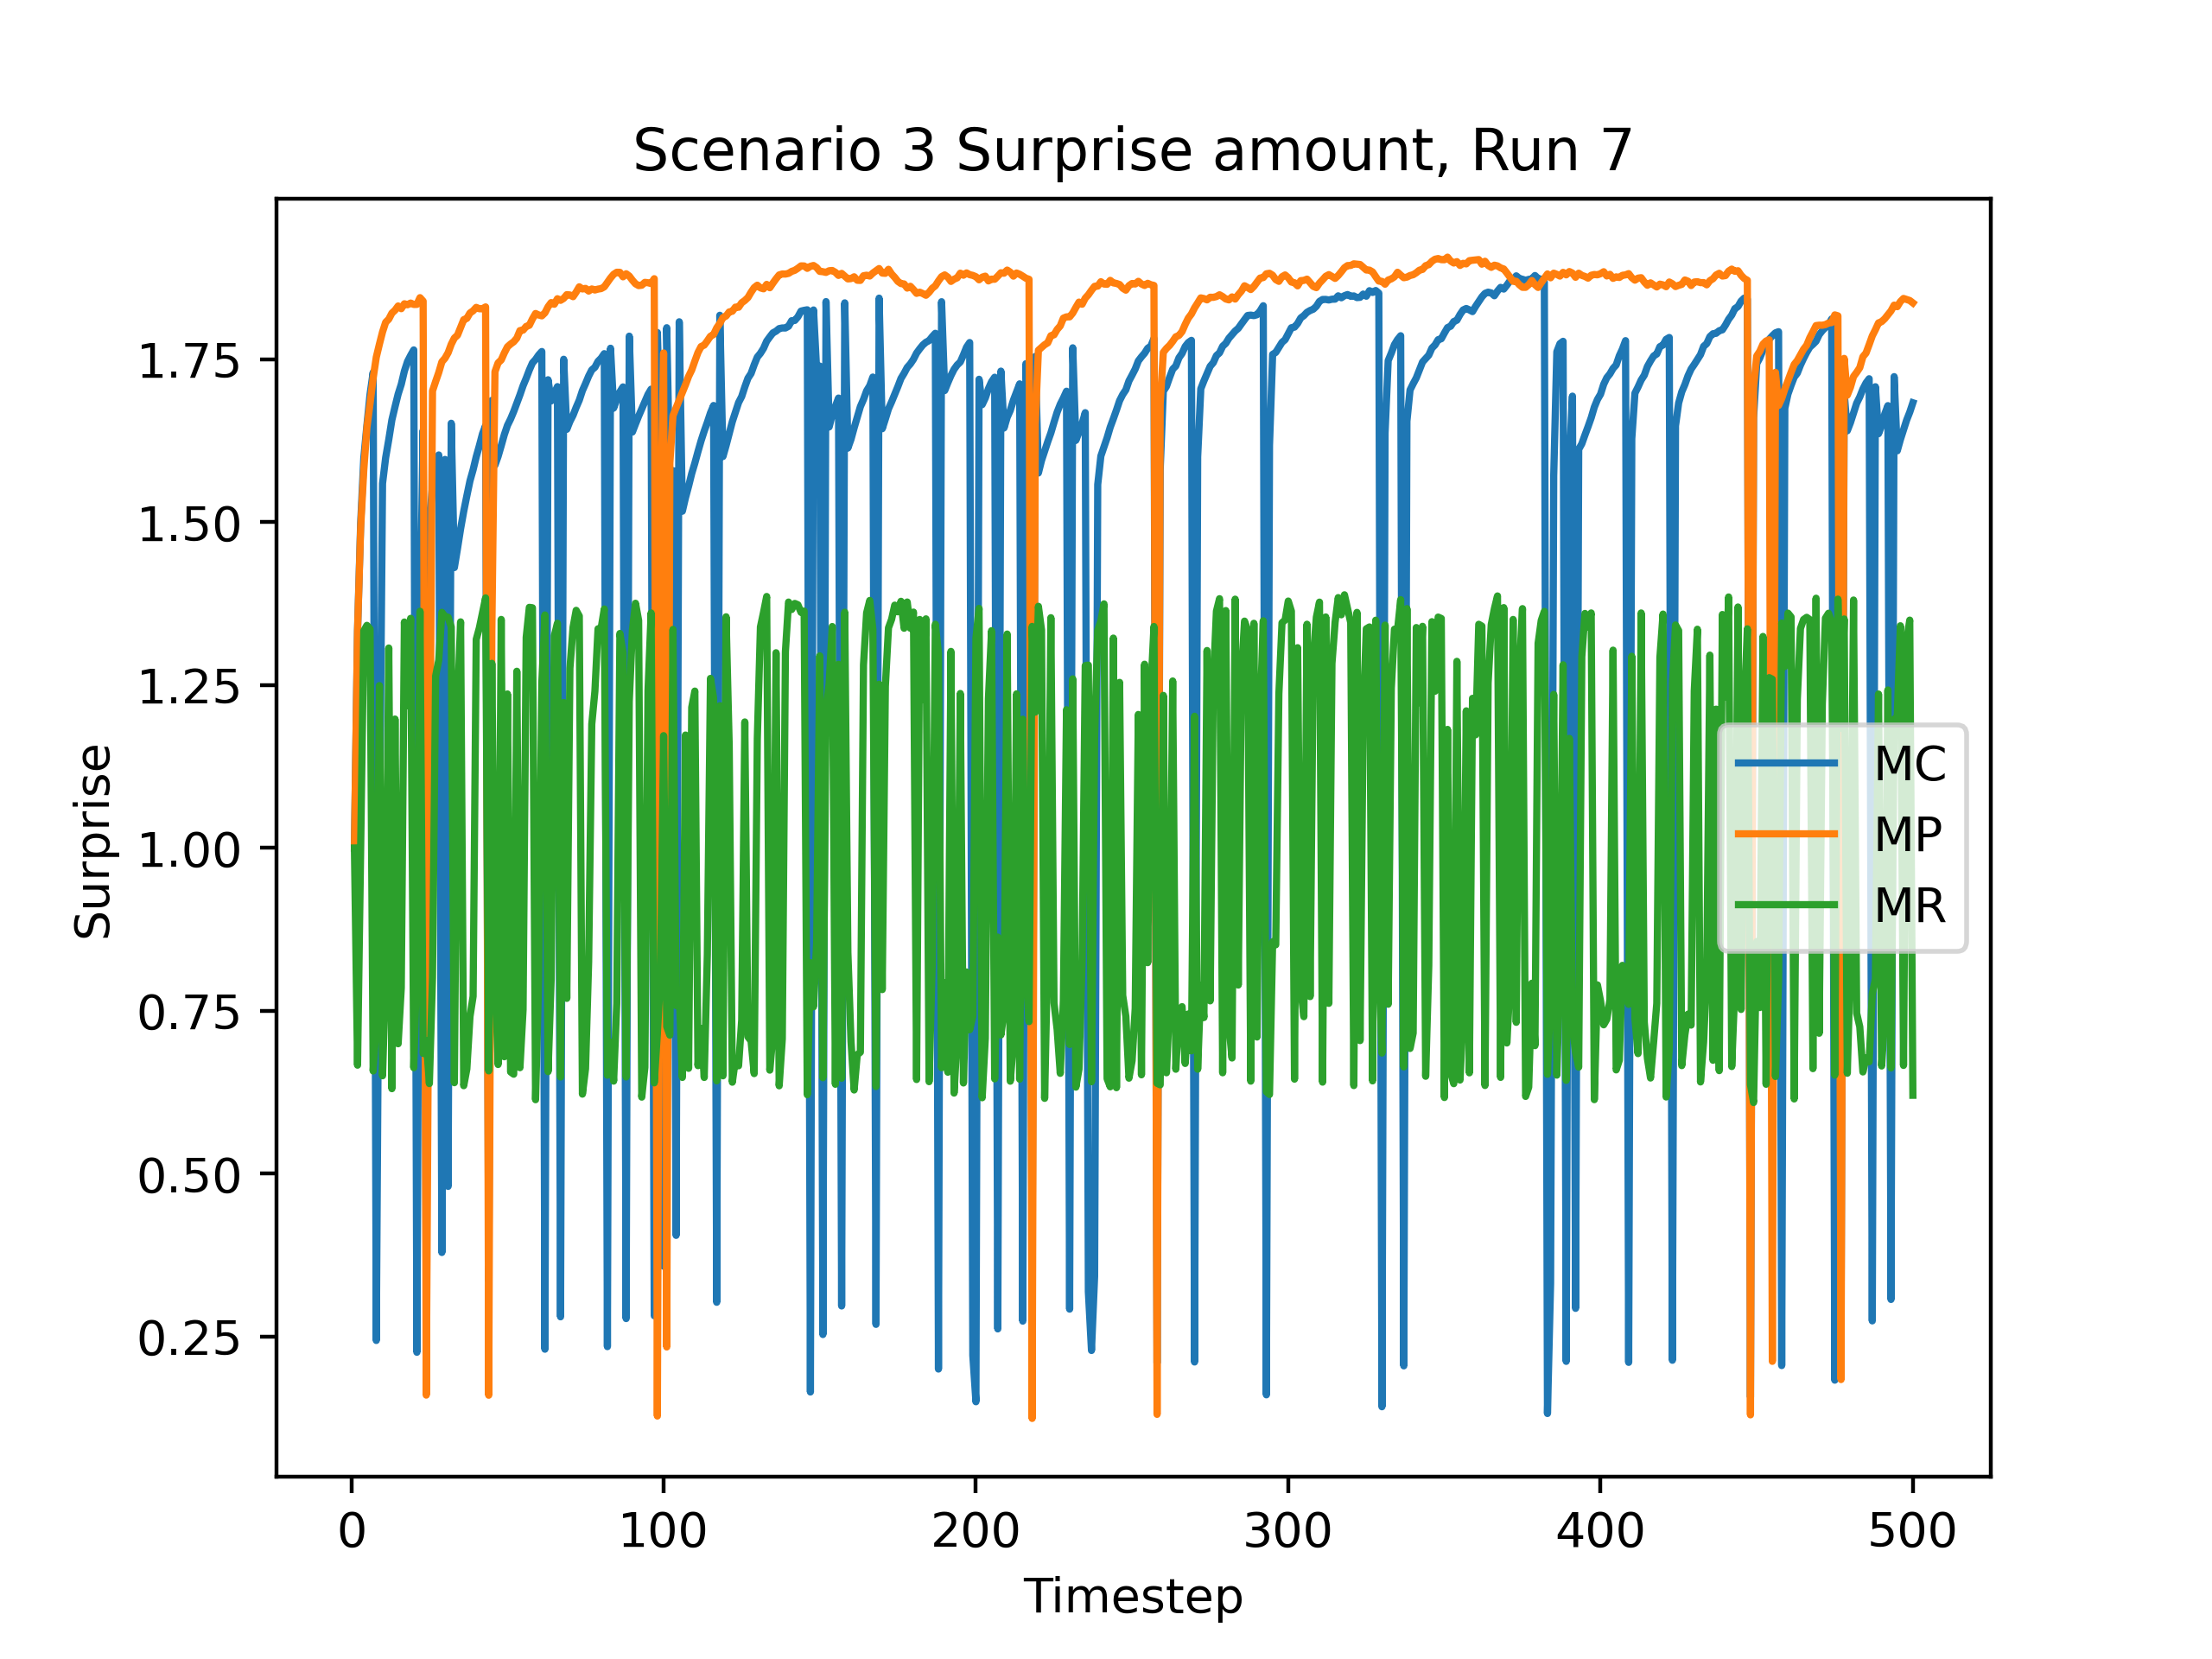 Scenario 3 Surprise amount, Run 7
Surprise
1.75
1.50
1.25
1.00
0.75
0.50
0.25
MC
MP
MR
0 100 200 300 400 500
Timestep